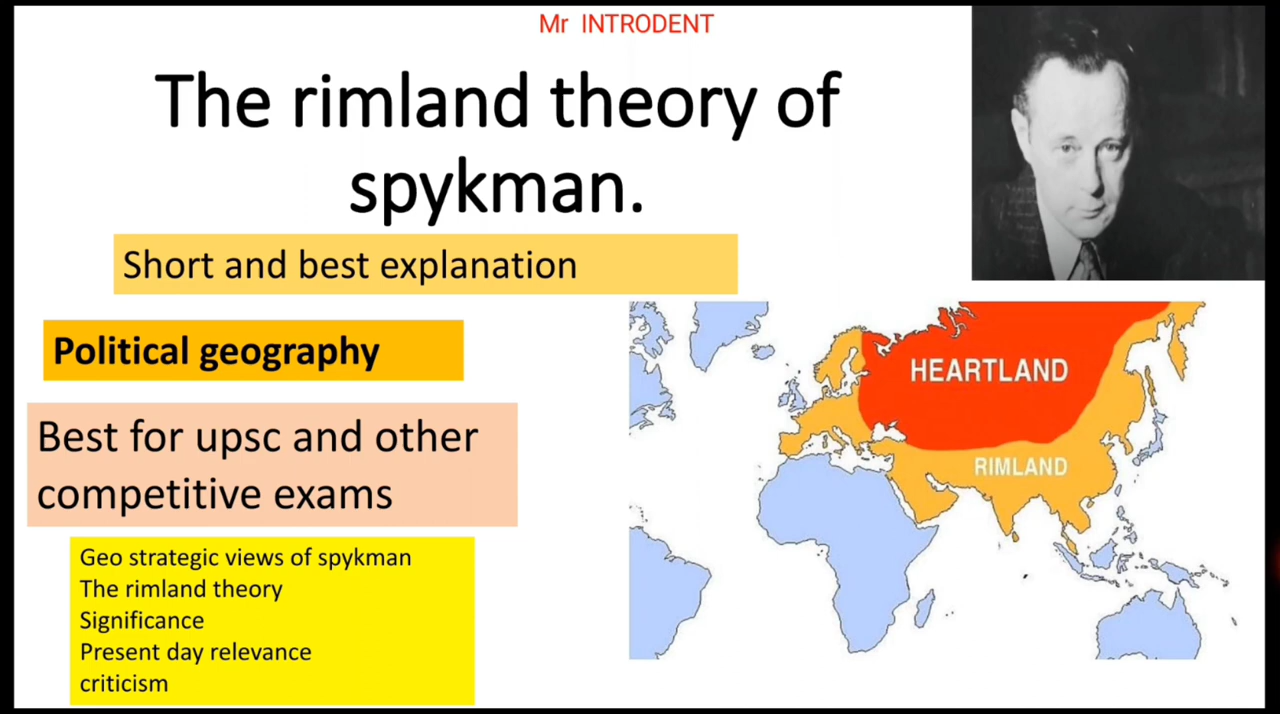 Mr INTRODENT
The rimland theory of
spykman.
Short and best explanation
Political geography
Best for upsc and other
competitive exams
Geo strategic views of spykman
The rimland theory
Significance
Present day relevance
criticism
HEARTLAND
RIMLAND